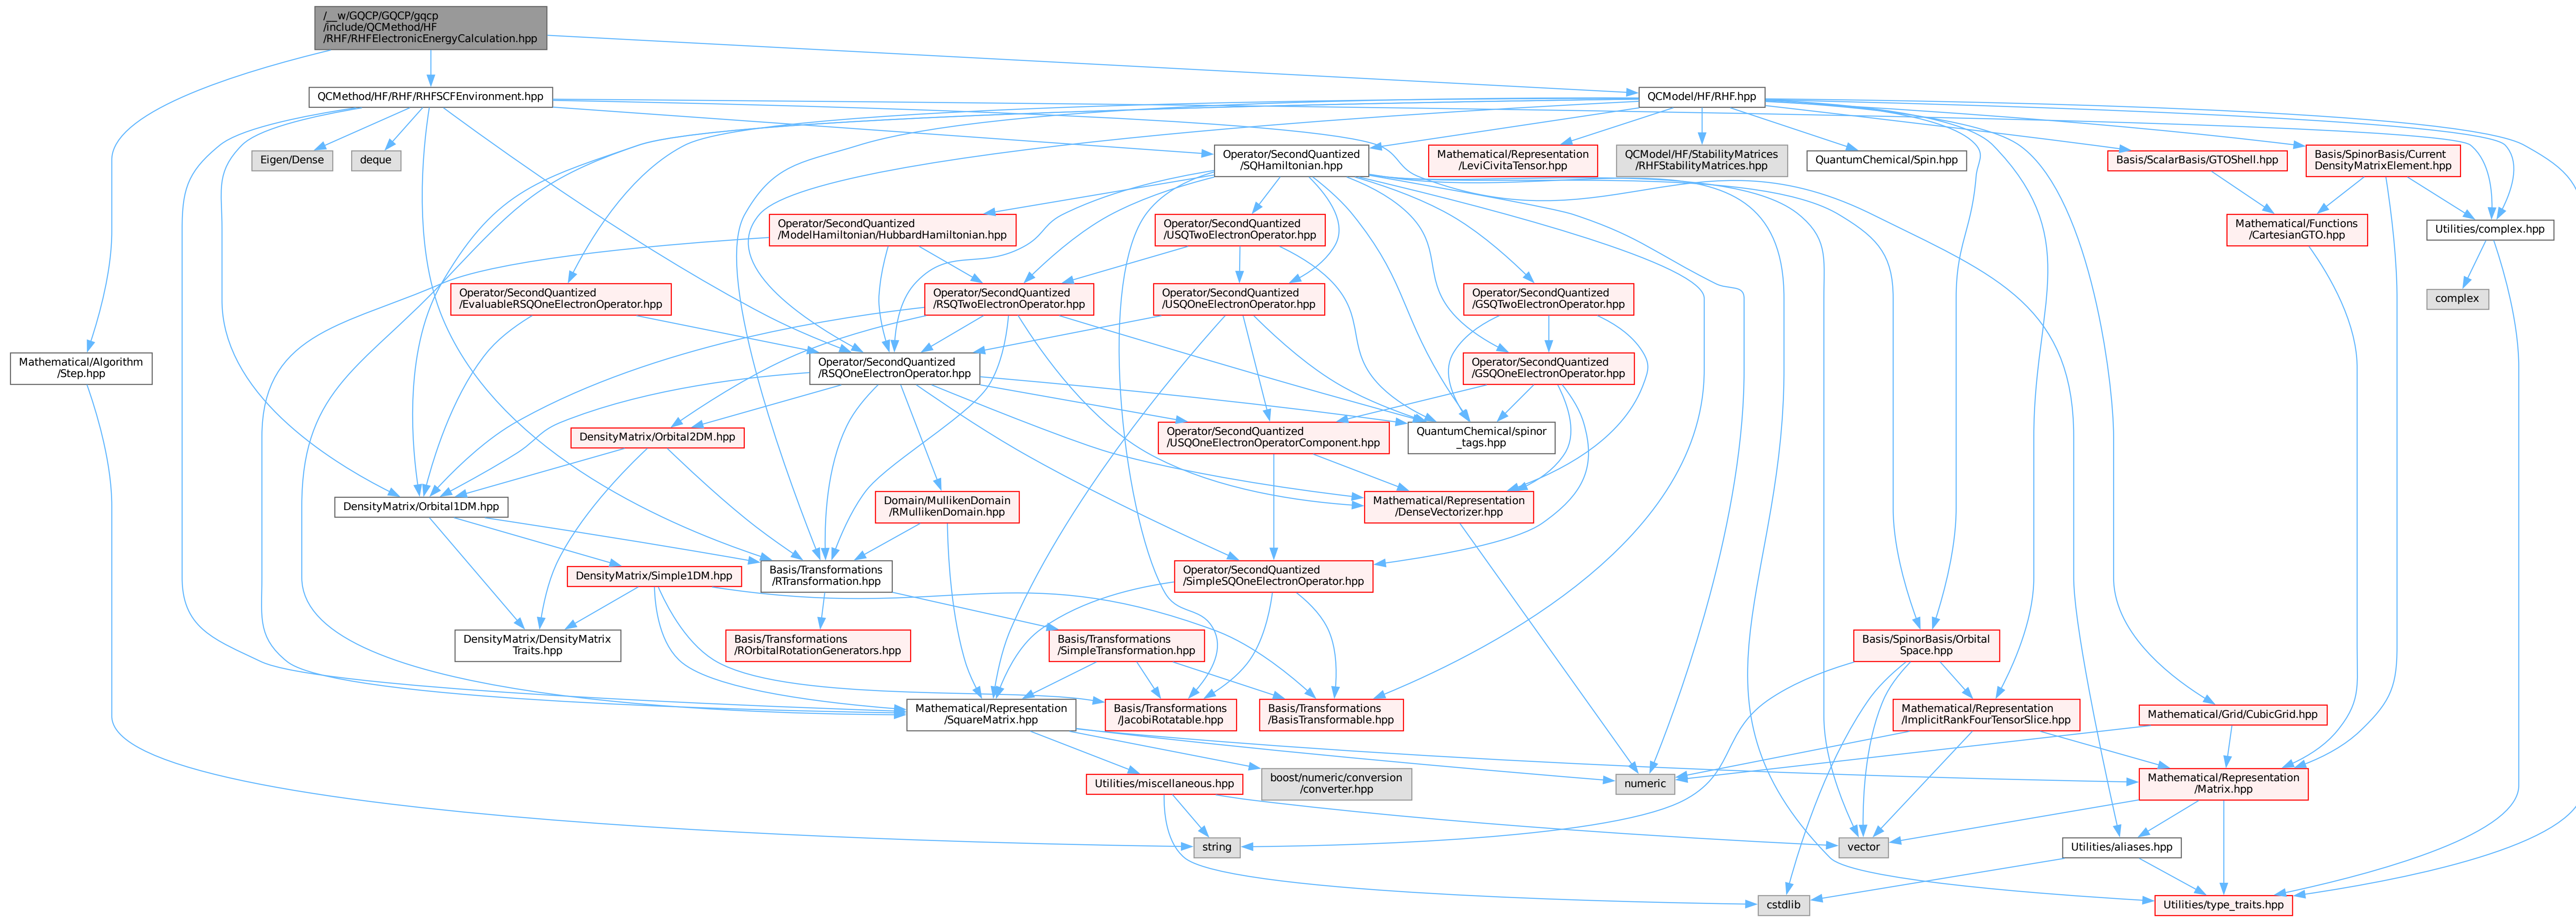 /__w/GQCP/GQCP/gqcp
/include/QCMethod/HF
/RHF/RHFElectronicEnergyCalculation.hpp
QCMethod/HF/RHF/RHFSCFEnvironment.hpp
QCModel/HF/RHF.hpp
Eigen/Dense
deque
Operator/SecondQuantized
/SQHamiltonian.hpp
Mathematical/Representation
/LeviCivitaTensor.hpp
QCModel/HF/StabilityMatrices
/RHFStabilityMatrices.hpp
QuantumChemical/Spin.hpp
Basis/ScalarBasis/GTOShell.hpp
Basis/SpinorBasis/Current
DensityMatrixElement.hpp
Operator/SecondQuantized
/ModelHamiltonian/HubbardHamiltonian.hpp
Operator/SecondQuantized
/USQTwoElectronOperator.hpp
Mathematical/Functions
/CartesianGTO.hpp
Utilities/complex.hpp
Operator/SecondQuantized
/EvaluableRSQOneElectronOperator.hpp
Operator/SecondQuantized
/RSQTwoElectronOperator.hpp
Operator/SecondQuantized
/USQOneElectronOperator.hpp
Operator/SecondQuantized
/GSQTwoElectronOperator.hpp
complex
Mathematical/Algorithm
/Step.hpp
Operator/SecondQuantized
/RSQOneElectronOperator.hpp
Operator/SecondQuantized
/GSQOneElectronOperator.hpp
DensityMatrix/Orbital2DM.hpp
Operator/SecondQuantized
/USQOneElectronOperatorComponent.hpp
QuantumChemical/spinor
_tags.hpp
DensityMatrix/Orbital1DM.hpp
Domain/MullikenDomain
/RMullikenDomain.hpp
Mathematical/Representation
/DenseVectorizer.hpp
DensityMatrix/Simple1DM.hpp
Basis/Transformations
/RTransformation.hpp
Operator/SecondQuantized
/SimpleSQOneElectronOperator.hpp
DensityMatrix/DensityMatrix
Traits.hpp
Basis/Transformations
/ROrbitalRotationGenerators.hpp
Basis/Transformations
/SimpleTransformation.hpp
Basis/SpinorBasis/Orbital
Space.hpp
Mathematical/Representation
/SquareMatrix.hpp
Basis/Transformations
/JacobiRotatable.hpp
Basis/Transformations
/BasisTransformable.hpp
Mathematical/Representation
/ImplicitRankFourTensorSlice.hpp
Mathematical/Grid/CubicGrid.hpp
Utilities/miscellaneous.hpp
boost/numeric/conversion
/converter.hpp
numeric
Mathematical/Representation
/Matrix.hpp
string
vector
Utilities/aliases.hpp
cstdlib
Utilities/type_traits.hpp